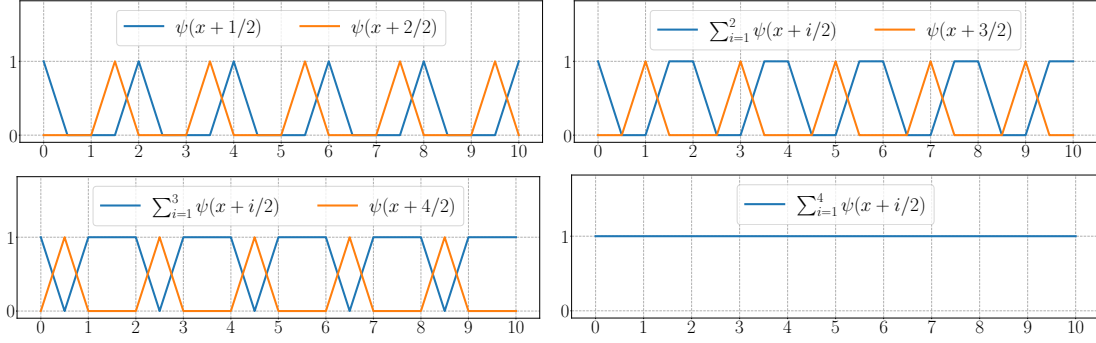 ψ(x + 1/2) ψ(x + 2/2)
1
0
0 1 2 3 4 5 6 7 8 9 10
∑_{i=1}^{2} ψ(x + i/2) ψ(x + 3/2)
1
0
0 1 2 3 4 5 6 7 8 9 10
∑_{i=1}^{3} ψ(x + i/2) ψ(x + 4/2)
1
0
0 1 2 3 4 5 6 7 8 9 10
∑_{i=1}^{4} ψ(x + i/2)
1
0
0 1 2 3 4 5 6 7 8 9 10